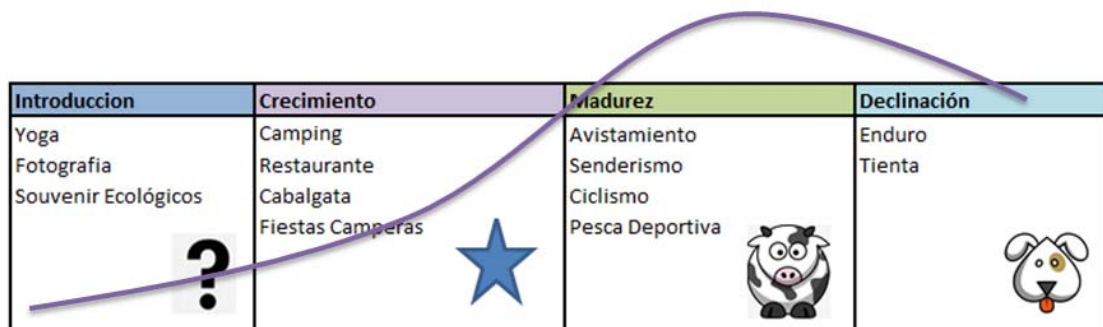 Introduccion
Crecimiento
Madurez
Declinación
Yoga
Fotografia
Souvenir Ecológicos
?
Camping
Restaurante
Cabalgata
Fiestas Camperas
Avistamiento
Senderismo
Ciclismo
Pesca Deportiva
Enduro
Tienta